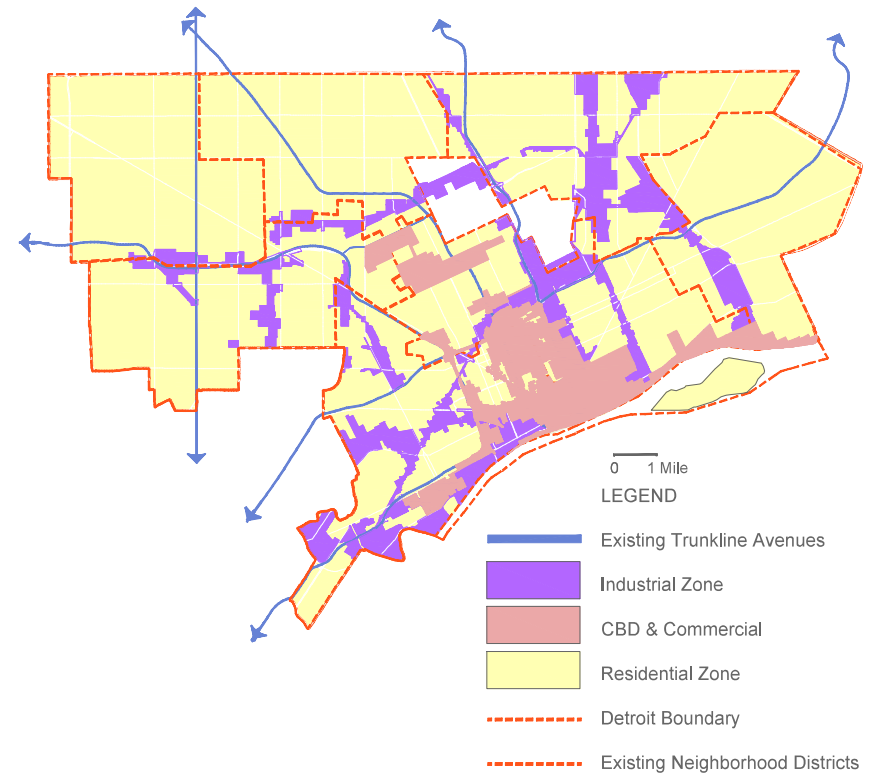 0 1 Mile
LEGEND
Existing Trunkline Avenues
Industrial Zone
CBD & Commercial
Residential Zone
Detroit Boundary
Existing Neighborhood Districts